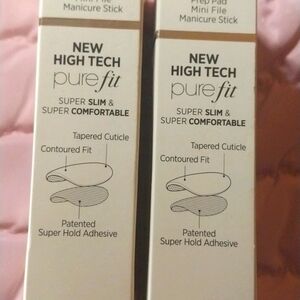 Mini File
Manicure Stick
NEW
HIGH TECH
purefit
SUPER SLIM &
SUPER COMFORTABLE
Tapered Cuticle
Contoured Fit
Patented
Super Hold Adhesive
Prep Pad
Mini File
Manicure Stick
NEW
HIGH TECH
purefit
SUPER SLIM &
SUPER COMFORTABLE
Tapered Cuticle
Contoured Fit
Patented
Super Hold Adhesive